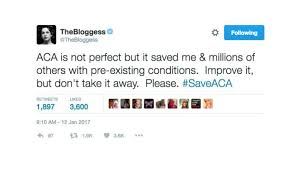 TheBloggess
@TheBloggess
Following
ACA is not perfect but it saved me & millions of
others with pre-existing conditions. Improve it,
but don't take it away. Please. #SaveACA
RETWEETS LIKES
1,897 3,600
9:10 AM - 12 Jan 2017
97 1.9K 3.6K